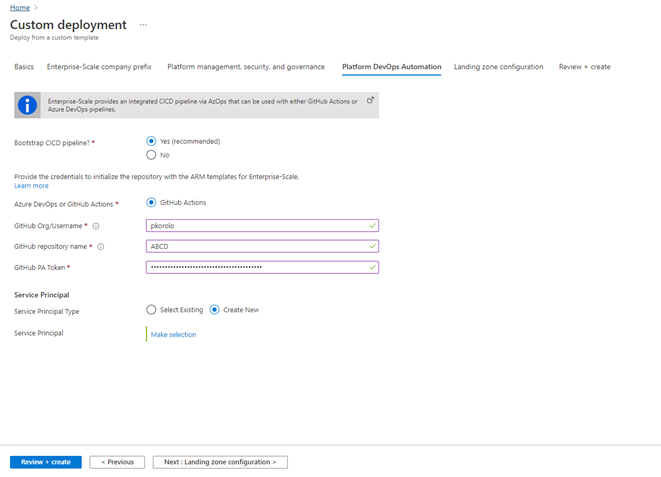 Home >
Custom deployment ...
Deploy from a custom template
Basics Enterprise-Scale company prefix Platform management, security, and governance Platform DevOps Automation Landing zone configuration Review + create
Enterprise-Scale provides an integrated CICD pipeline via AzOps that can be used with either GitHub Actions or
Azure DevOps pipelines.
Bootstrap CICD pipeline? * Yes (recommended)
No
Provide the credentials to initialize the repository with the ARM templates for Enterprise-Scale.
Learn more
Azure DevOps or GitHub Actions * GitHub Actions
GitHub Org/Username * pkorolo
GitHub repository name * ABCD
GitHub PA Token * ••••••••••••••••••••••••••••••••••••••••
Service Principal
Service Principal Type Select Existing Create New
Service Principal Make selection
Review + create < Previous Next : Landing zone configuration >